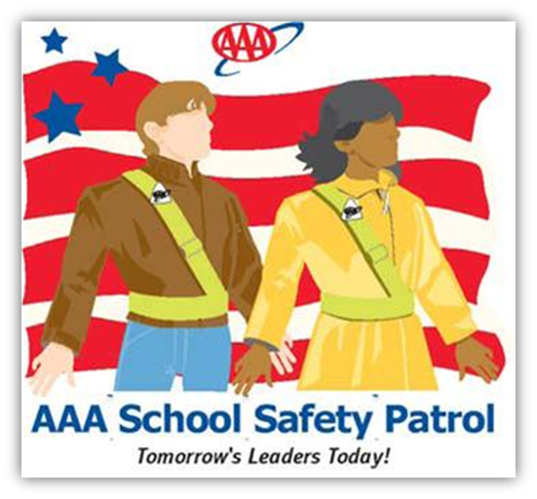 AAA
AAA School Safety Patrol
Tomorrow's Leaders Today!